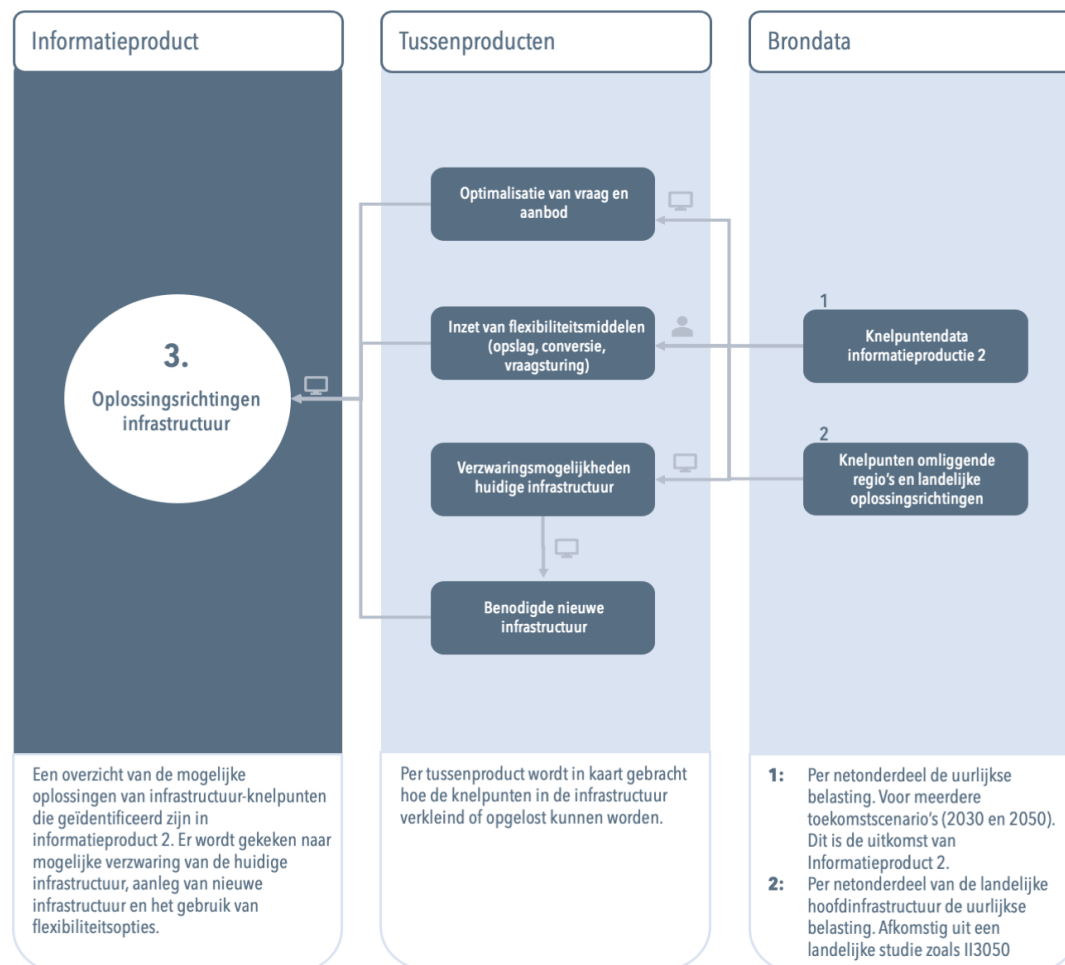 Informatieproduct
3.
Oplossingsrichtingen
infrastructuur
Een overzicht van de mogelijke
oplossingen van infrastructuur-knelpunten
die geïdentificeerd zijn in
informatieproduct 2. Er wordt gekeken naar
mogelijke verzwaring van de huidige
infrastructuur, aanleg van nieuwe
infrastructuur en het gebruik van
flexibiliteitsopties.
Tussenproducten
Optimalisatie van vraag en
aanbod
Inzet van flexibiliteitsmiddelen
(opslag, conversie,
vraagsturing)
Verzwaringsmogelijkheden
huidige infrastructuur
Benodigde nieuwe
infrastructuur
Per tussenproduct wordt in kaart gebracht
hoe de knelpunten in de infrastructuur
verkleind of opgelost kunnen worden.
Brondata
1
Knelpuntendata
informatieproductie 2
2
Knelpunten omliggende
regio's en landelijke
oplossingsrichtingen
1: Per netonderdeel de uurlijkse
belasting. Voor meerdere
toekomstscenario's (2030 en 2050).
Dit is de uitkomst van
Informatieproduct 2.
2: Per netonderdeel van de landelijke
hoofdinfrastructuur de uurlijkse
belasting. Afkomstig uit een
landelijke studie zoals II3050